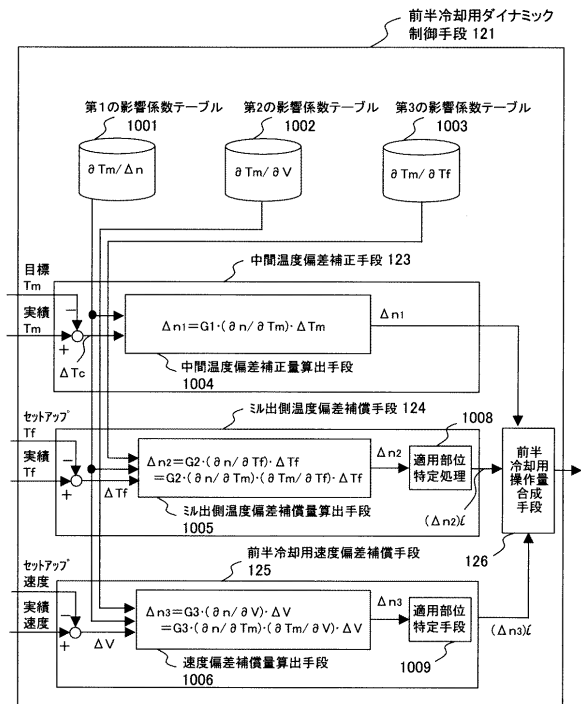 前半冷却用ダイナミック
制御手段 121
第1の影響係数テーブル
1001
第2の影響係数テーブル
1002
第3の影響係数テーブル
1003
∂Tm/Δn
∂Tm/∂V
∂Tm/∂Tf
中間温度偏差補正手段 123
目標
Tm
実績
Tm
−
+
ΔTc
Δn1=G1·(∂n/∂Tm)·ΔTm
Δn1
中間温度偏差補正量算出手段
1004
ミル出側温度偏差補償手段 124
セットアップ
Tf
実績
Tf
−
+
ΔTf
Δn2=G2·(∂n/∂Tf)·ΔTf
=G2·(∂n/∂Tm)·(∂Tm/∂Tf)·ΔTf
Δn2
1008
適用部位
特定処理
(Δn2)i
ミル出側温度偏差補償量算出手段
1005
前半
冷却用
操作量
合成
手段
126
前半冷却用速度偏差補償手段
125
セットアップ
速度
実績
速度
−
+
ΔV
Δn3=G3·(∂n/∂V)·ΔV
=G3·(∂n/∂Tm)·(∂Tm/∂V)·ΔV
Δn3
適用部位
特定手段
1009
(Δn3)i
速度偏差補償量算出手段
1006